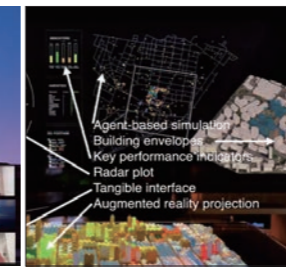 Agent-based simulation
Building envelopes
Key performance indicators
Radar plot
Tangible interface
Augmented reality projection